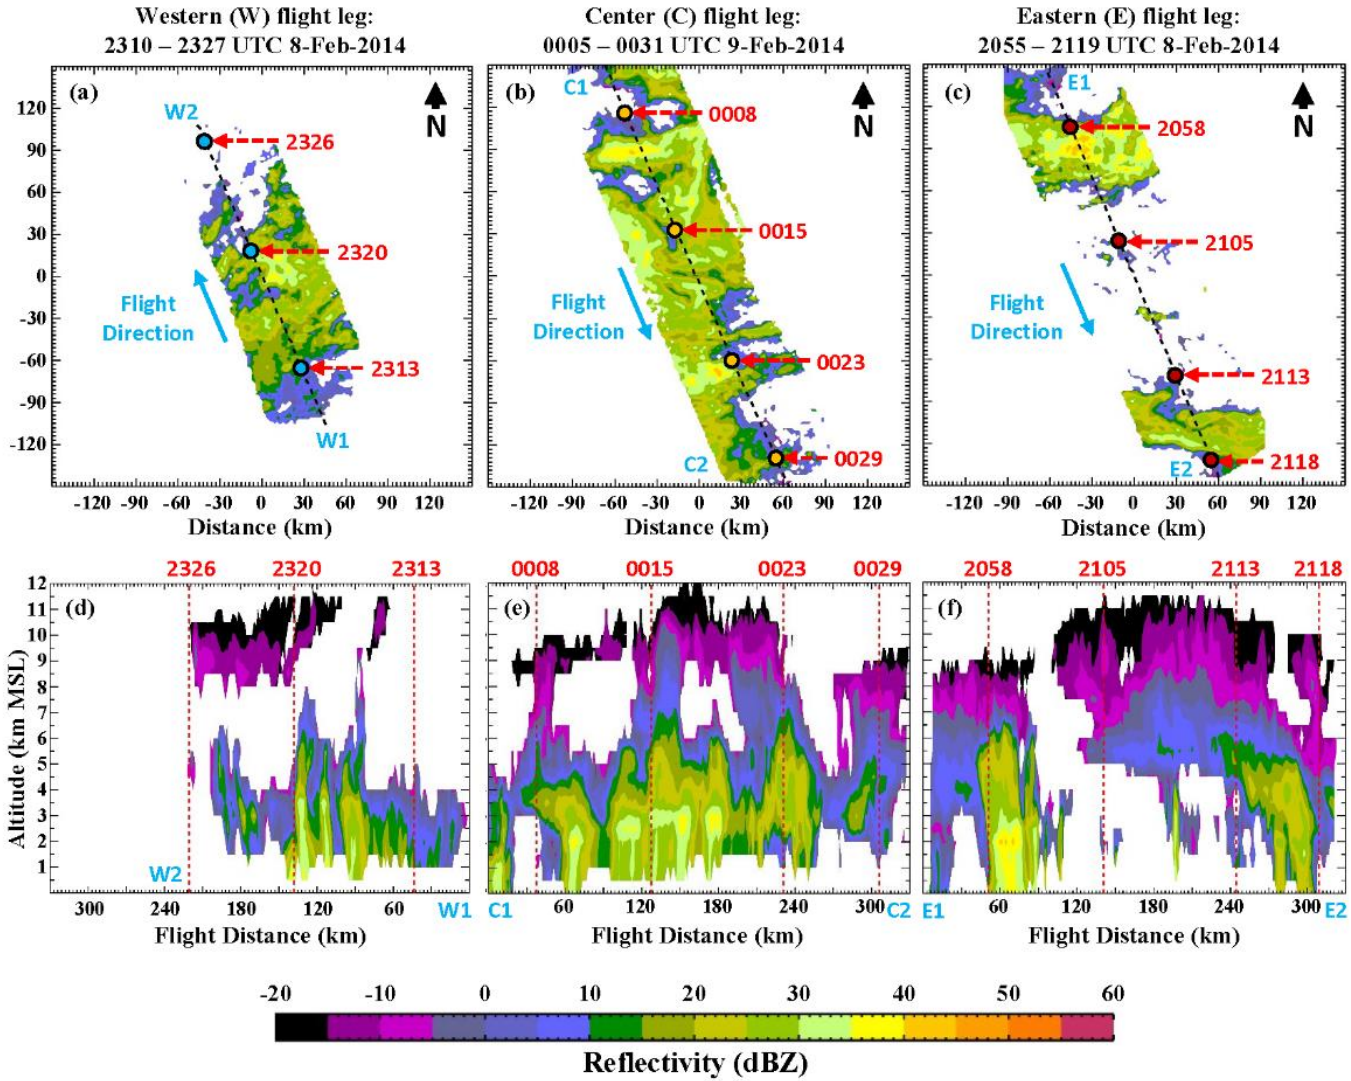 Western (W) flight leg:
2310 – 2327 UTC 8-Feb-2014
Center (C) flight leg:
0005 – 0031 UTC 9-Feb-2014
Eastern (E) flight leg:
2055 – 2119 UTC 8-Feb-2014
(a)
W2
N
2326
2320
2313
Flight
Direction
W1
120
90
60
30
0
-30
-60
-90
-120
-120 -90 -60 -30 0 30 60 90 120
Distance (km)
(b)
C1
N
0008
0015
0023
0029
Flight
Direction
C2
-120 -90 -60 -30 0 30 60 90 120
Distance (km)
(c)
E1
N
2058
2105
2113
2118
Flight
Direction
E2
-120 -90 -60 -30 0 30 60 90 120
Distance (km)
2326 2320 2313
(d)
Altitude (km MSL)
12
11
10
9
8
7
6
5
4
3
2
1
W2
W1
300 240 180 120 60
Flight Distance (km)
0008 0015 0023 0029
(e)
C1 60 120 180 240 300 C2
Flight Distance (km)
2058 2105 2113 2118
(f)
E1 60 120 180 240 300 E2
Flight Distance (km)
-20 -10 0 10 20 30 40 50 60
Reflectivity (dBZ)